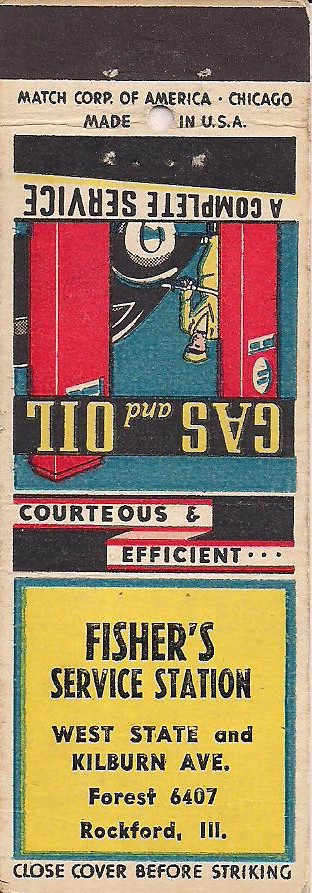 MATCH CORP. OF AMERICA · CHICAGO
MADE IN U.S.A.
A COMPLETE SERVICE
GAS and OIL
COURTEOUS &
EFFICIENT...
FISHER'S
SERVICE STATION
WEST STATE and
KILBURN AVE.
Forest 6407
Rockford, Ill.
CLOSE COVER BEFORE STRIKING